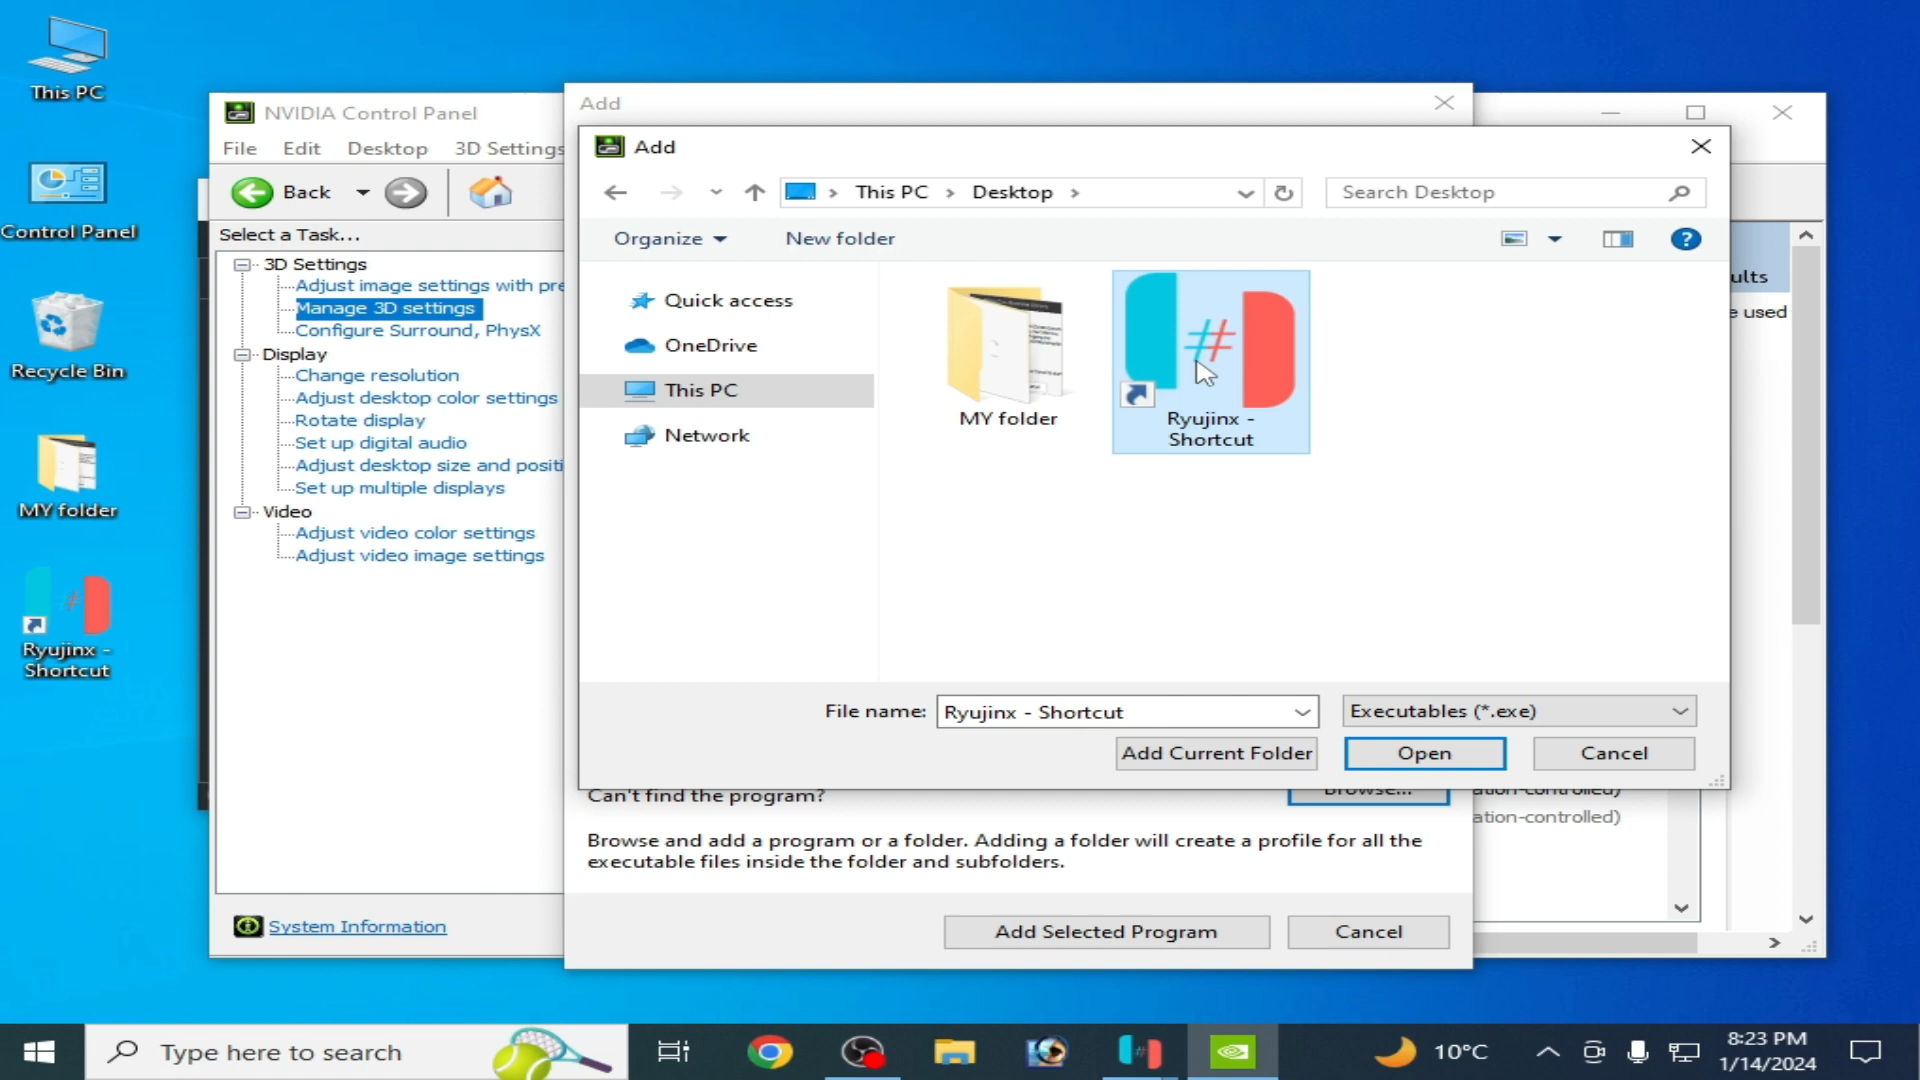 This PC
Control Panel
Recycle Bin
MY folder
Ryujinx -
Shortcut
NVIDIA Control Panel
File Edit Desktop 3D Settings
Back
Select a Task...
3D Settings
Adjust image settings with pre
Manage 3D settings
Configure Surround, PhysX
Display
Change resolution
Adjust desktop color settings
Rotate display
Set up digital audio
Adjust desktop size and positi
Set up multiple displays
Video
Adjust video color settings
Adjust video image settings
System Information
Add
Add
This PC > Desktop >
Search Desktop
Organize
New folder
Quick access
OneDrive
This PC
Network
MY folder
Ryujinx -
Shortcut
File name:
Ryujinx - Shortcut
Executables (*.exe)
Add Current Folder
Open
Cancel
Can't find the program?
Browse...
Browse and add a program or a folder. Adding a folder will create a profile for all the
executable files inside the folder and subfolders.
Add Selected Program
Cancel
ults
e used
ation-controlled)
ation-controlled)
Type here to search
10°C
8:23 PM
1/14/2024